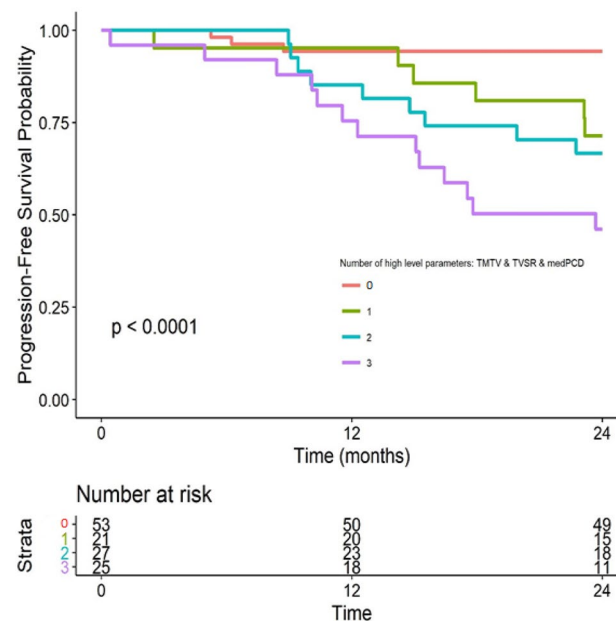 Progression-Free Survival Probability
1.00
0.75
0.50
0.25
0.00
p < 0.0001
Number of high level parameters: TMTV & TVSR & medPCD
0
1
2
3
0 12 24
Time (months)
Number at risk
Strata
0 53 50 49
1 21 20 15
2 27 23 18
3 25 18 11
0 12 24
Time